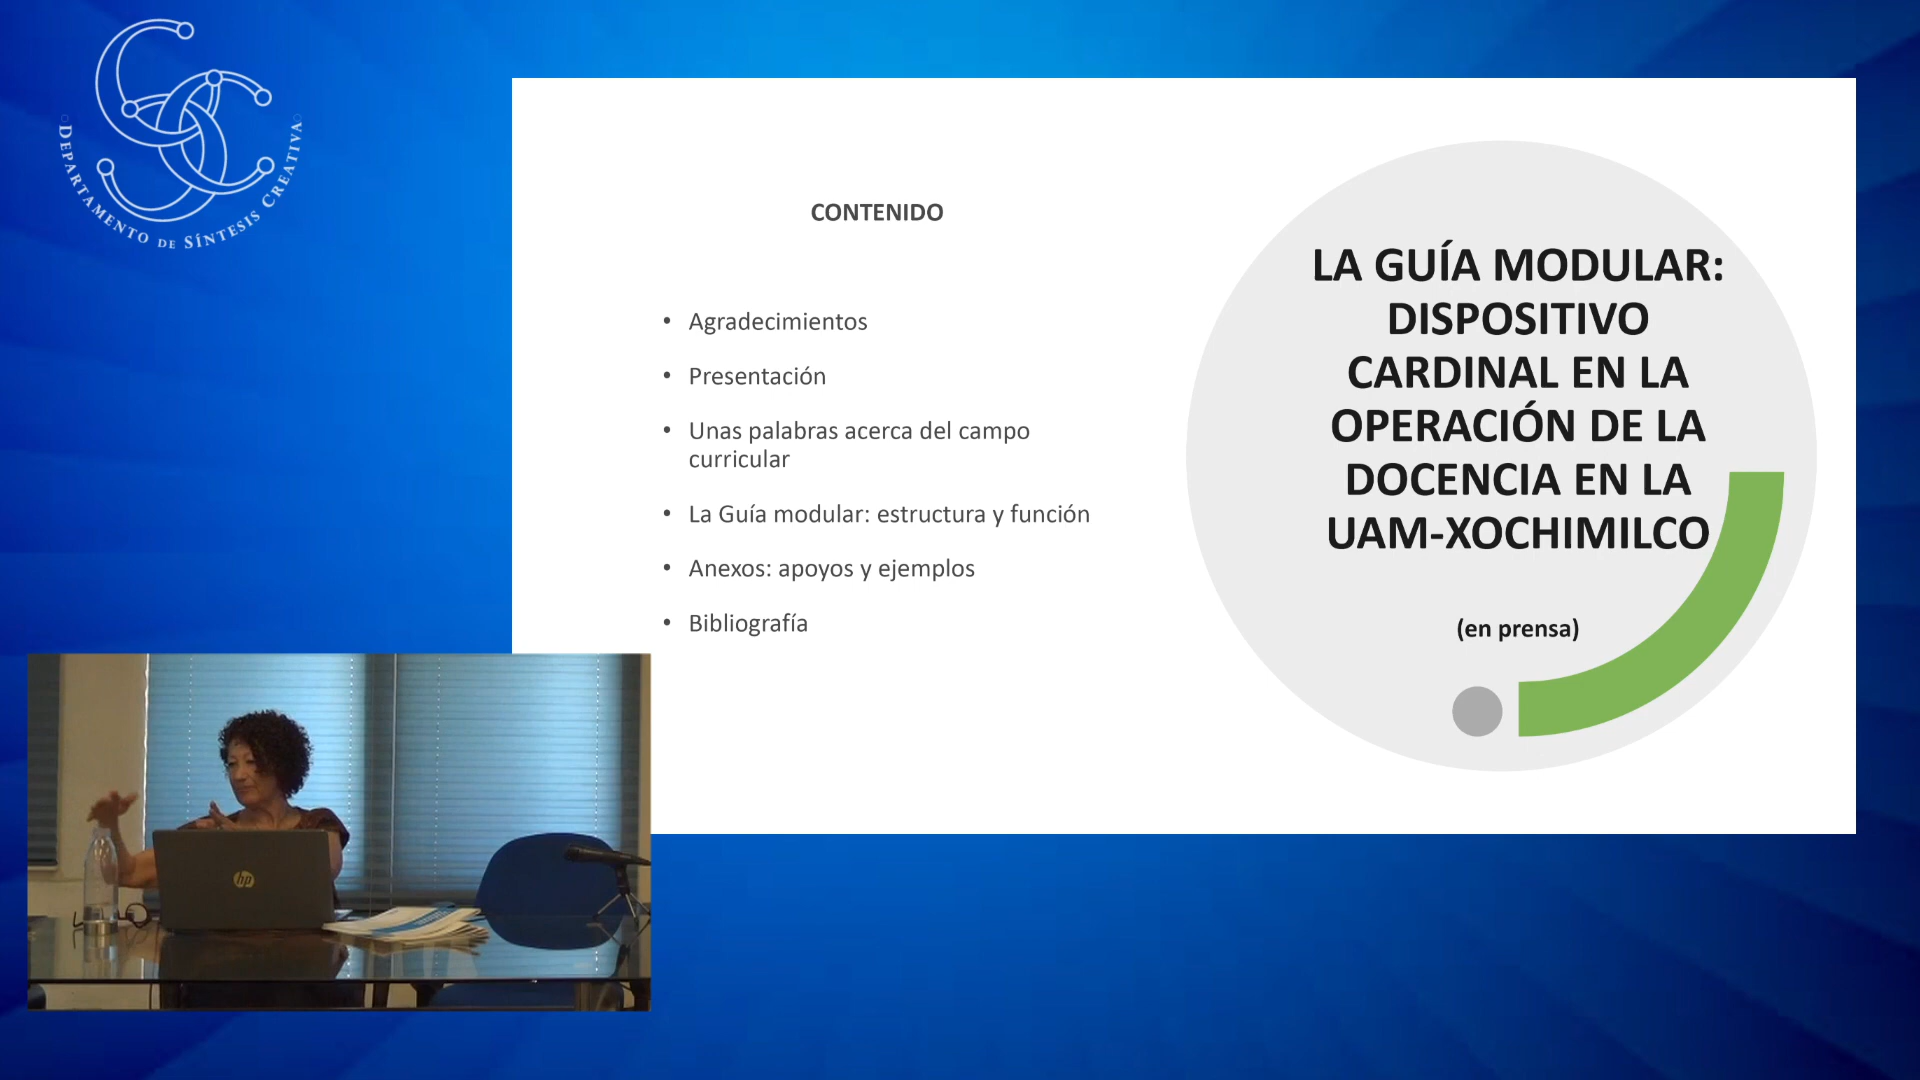 DEPARTAMENTO DE SÍNTESIS CREATIVA
CONTENIDO
• Agradecimientos
• Presentación
• Unas palabras acerca del campo
curricular
• La Guía modular: estructura y función
• Anexos: apoyos y ejemplos
• Bibliografía
LA GUÍA MODULAR:
DISPOSITIVO
CARDINAL EN LA
OPERACIÓN DE LA
DOCENCIA EN LA
UAM-XOCHIMILCO
(en prensa)
hp